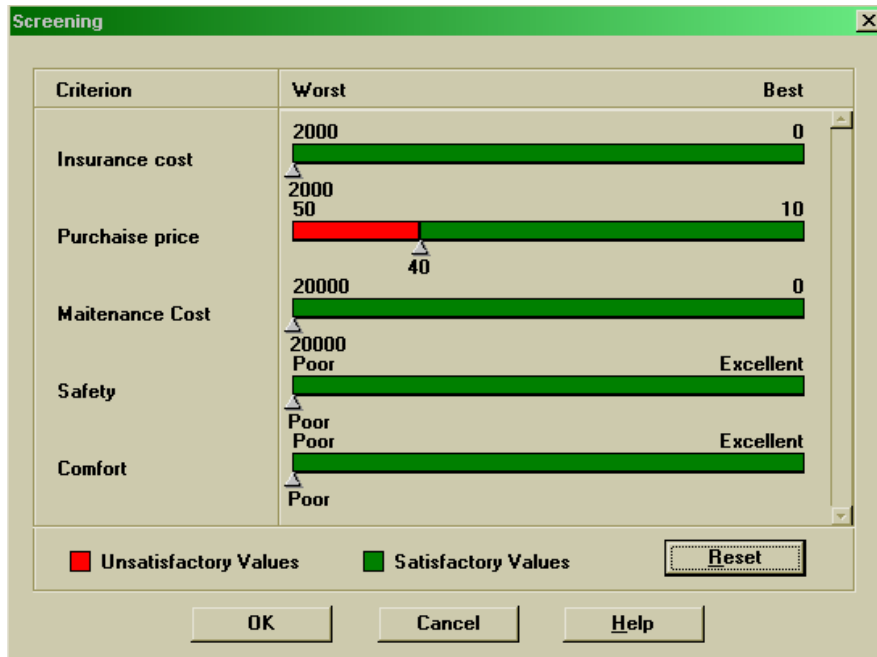 Screening
Criterion Worst Best
2000 0
Insurance cost
2000
50 10
Purchaise price
40
20000 0
Maitenance Cost
20000
Poor Excellent
Safety
Poor
Poor Excellent
Comfort
Poor
Unsatisfactory Values Satisfactory Values Reset
OK Cancel Help